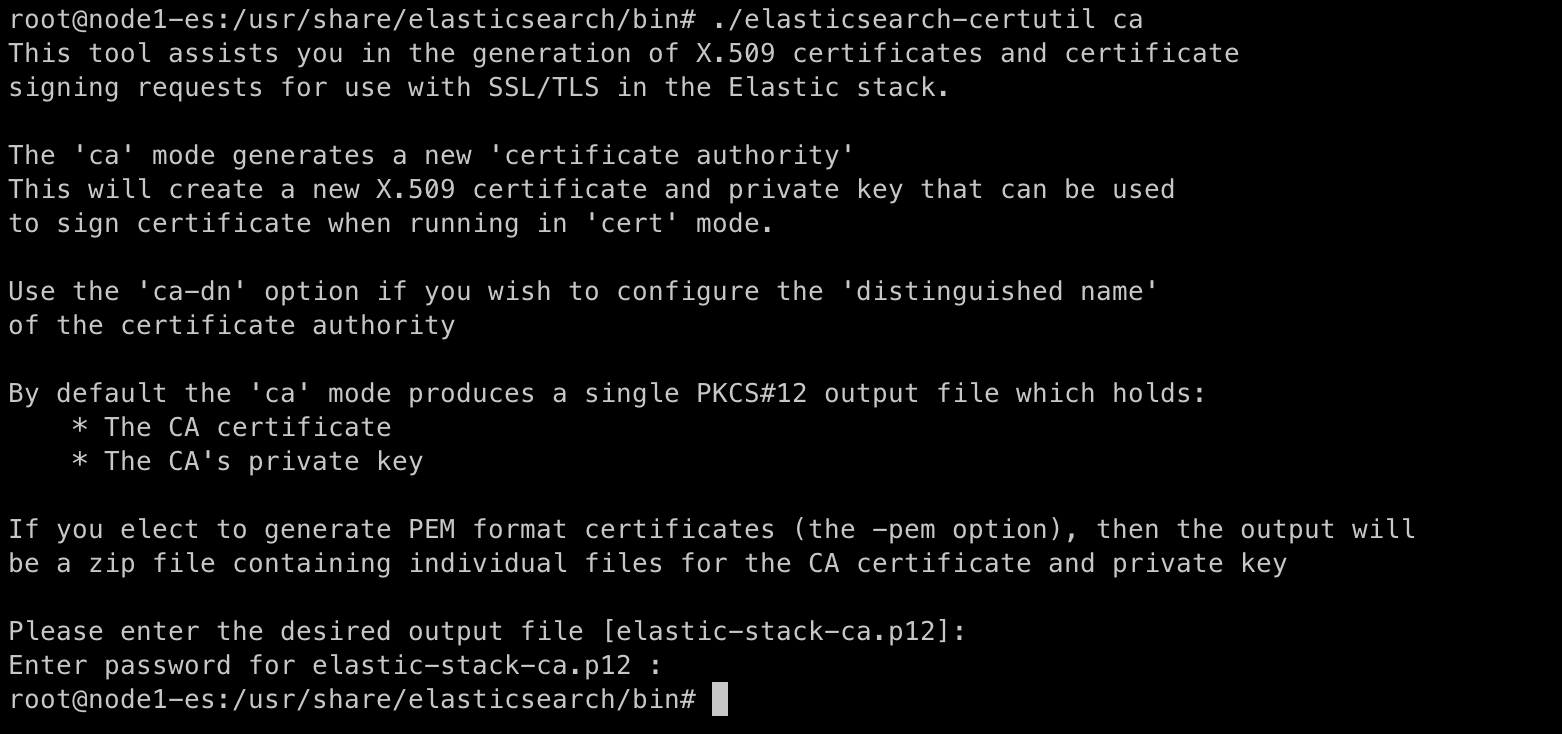 root@node1-es:/usr/share/elasticsearch/bin# ./elasticsearch-certutil ca
This tool assists you in the generation of X.509 certificates and certificate
signing requests for use with SSL/TLS in the Elastic stack.

The 'ca' mode generates a new 'certificate authority'
This will create a new X.509 certificate and private key that can be used
to sign certificate when running in 'cert' mode.

Use the 'ca-dn' option if you wish to configure the 'distinguished name'
of the certificate authority

By default the 'ca' mode produces a single PKCS#12 output file which holds:
    * The CA certificate
    * The CA's private key

If you elect to generate PEM format certificates (the -pem option), then the output will
be a zip file containing individual files for the CA certificate and private key

Please enter the desired output file [elastic-stack-ca.p12]:
Enter password for elastic-stack-ca.p12 :
root@node1-es:/usr/share/elasticsearch/bin#